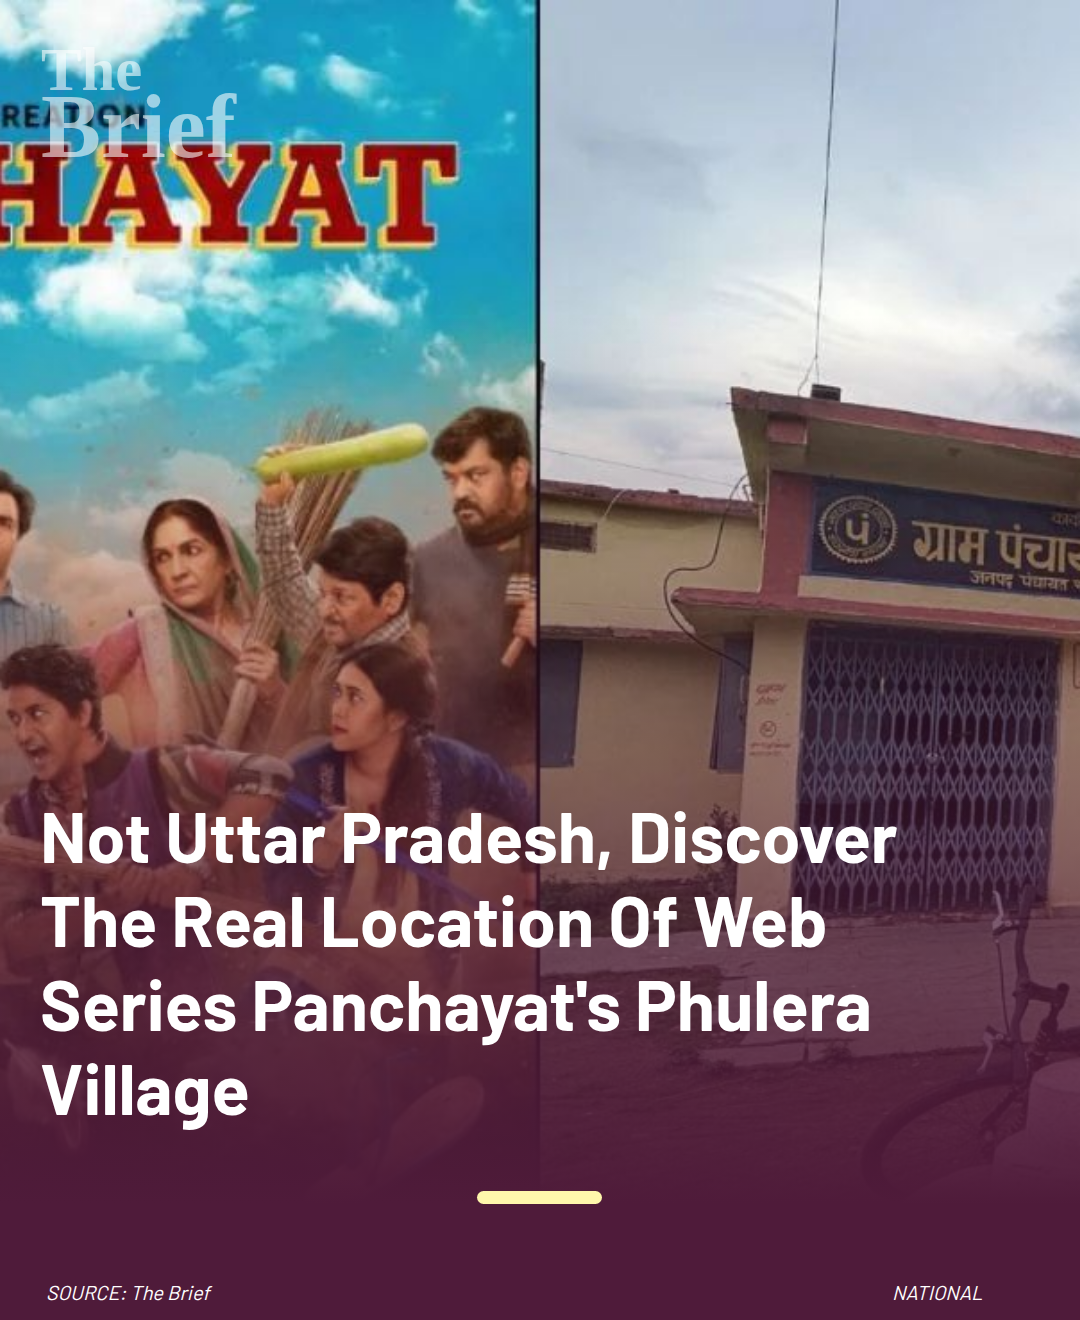 The
Brief
REATION
HAYAT
पं
ग्राम पंचाय
जनपद पंचायत
Not Uttar Pradesh, Discover
The Real Location Of Web
Series Panchayat's Phulera
Village
SOURCE: The Brief
NATIONAL